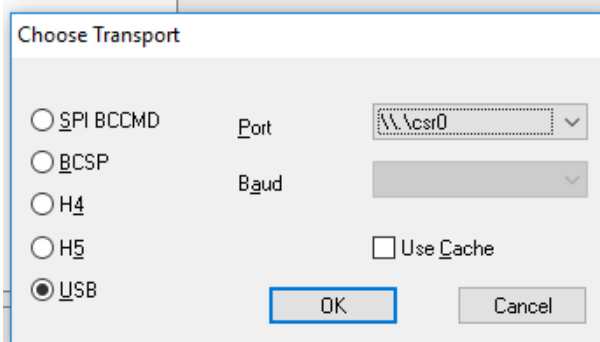 Choose Transport
SPI BCCMD
Port
\\.\csr0
BCSP
Baud
H4
H5
Use Cache
USB
OK
Cancel